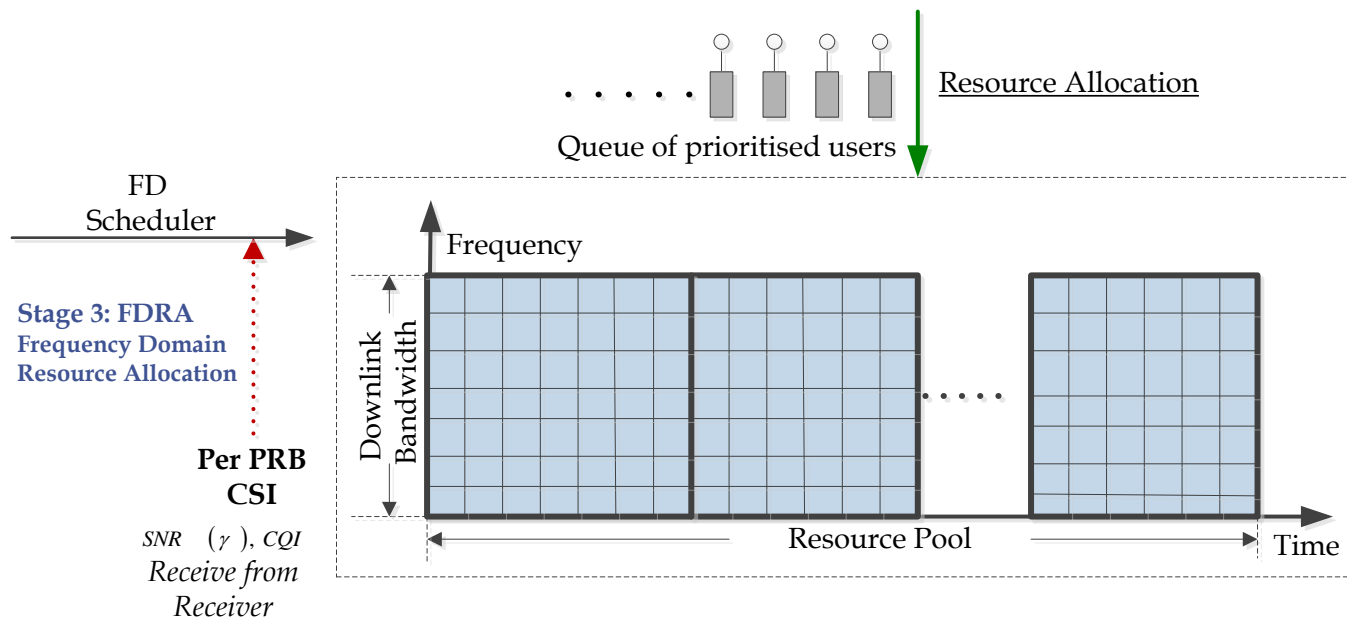 Resource Allocation
Queue of prioritised users
FD
Scheduler
Frequency
Stage 3: FDRA
Frequency Domain
Resource Allocation
Downlink
Bandwidth
Per PRB
CSI
SNR (γ), CQI
Receive from
Receiver
Resource Pool
Time